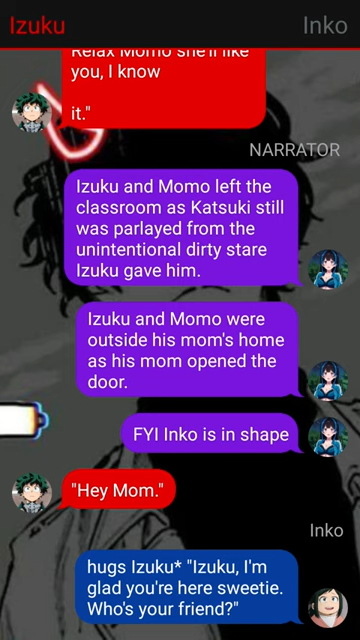 Izuku Inko
Relax Momo she'll like
you, I know
it."
NARRATOR
Izuku and Momo left the
classroom as Katsuki still
was parlayed from the
unintentional dirty stare
Izuku gave him.
Izuku and Momo were
outside his mom's home
as his mom opened the
door.
FYI Inko is in shape
"Hey Mom."
Inko
hugs Izuku* "Izuku, I'm
glad you're here sweetie.
Who's your friend?"